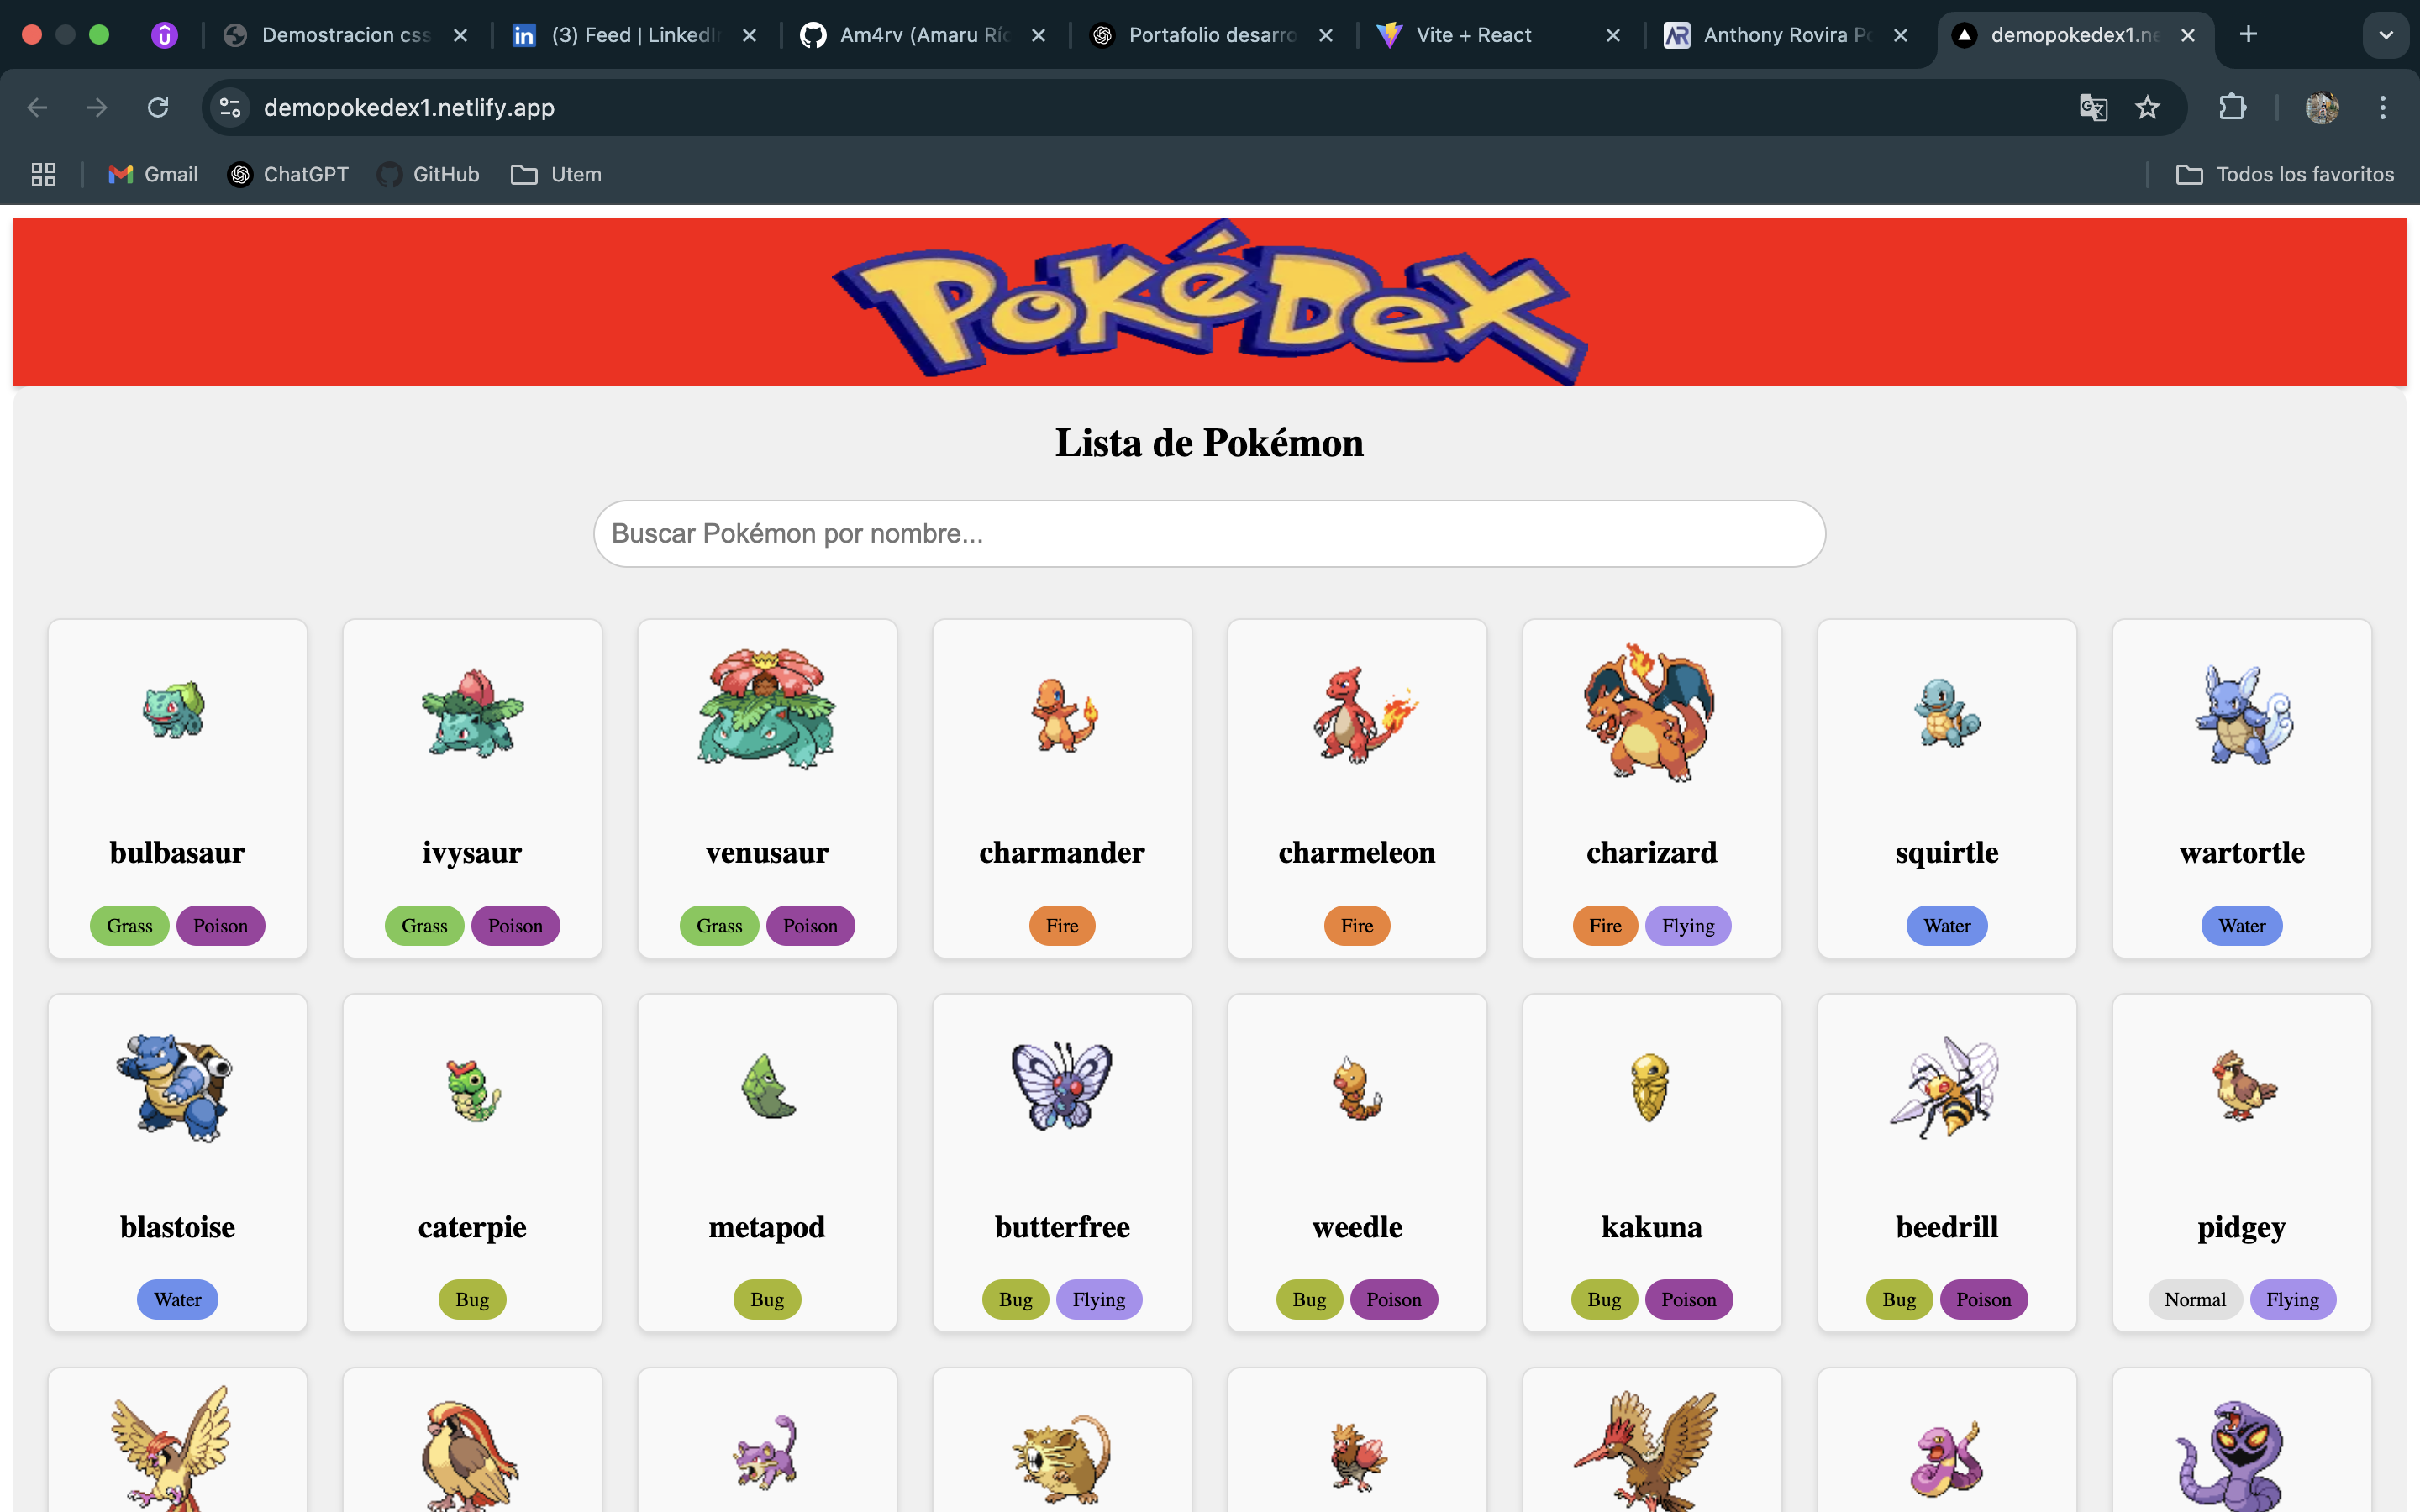 Demostracion css
(3) Feed | LinkedIn
Am4rv (Amaru Río
Portafolio desarro
Vite + React
Anthony Rovira Po
demopokedex1.ne
demopokedex1.netlify.app
Gmail
ChatGPT
GitHub
Utem
Todos los favoritos
PoKéDeX
Lista de Pokémon
Buscar Pokémon por nombre...
bulbasaur ivysaur venusaur charmander charmeleon charizard squirtle wartortle
Grass Poison Grass Poison Grass Poison Fire Fire Fire Flying Water Water
blastoise caterpie metapod butterfree weedle kakuna beedrill pidgey
Water Bug Bug Bug Flying Bug Poison Bug Poison Bug Poison Normal Flying